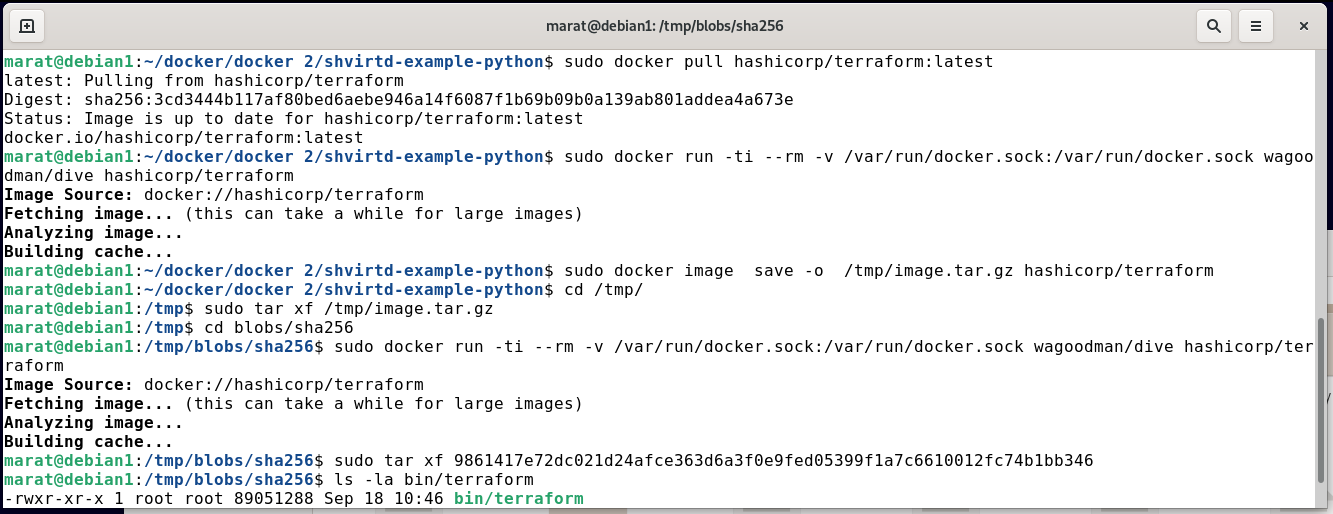 marat@debian1: /tmp/blobs/sha256
marat@debian1:~/docker/docker 2/shvirtd-example-python$ sudo docker pull hashicorp/terraform:latest
latest: Pulling from hashicorp/terraform
Digest: sha256:3cd3444b117af80bed6aebe946a14f6087f1b69b09b0a139ab801addea4a673e
Status: Image is up to date for hashicorp/terraform:latest
docker.io/hashicorp/terraform:latest
marat@debian1:~/docker/docker 2/shvirtd-example-python$ sudo docker run -ti --rm -v /var/run/docker.sock:/var/run/docker.sock wagoo
dman/dive hashicorp/terraform
Image Source: docker://hashicorp/terraform
Fetching image... (this can take a while for large images)
Analyzing image...
Building cache...
marat@debian1:~/docker/docker 2/shvirtd-example-python$ sudo docker image  save -o  /tmp/image.tar.gz hashicorp/terraform
marat@debian1:~/docker/docker 2/shvirtd-example-python$ cd /tmp/
marat@debian1:/tmp$ sudo tar xf /tmp/image.tar.gz
marat@debian1:/tmp$ cd blobs/sha256
marat@debian1:/tmp/blobs/sha256$ sudo docker run -ti --rm -v /var/run/docker.sock:/var/run/docker.sock wagoodman/dive hashicorp/ter
raform
Image Source: docker://hashicorp/terraform
Fetching image... (this can take a while for large images)
Analyzing image...
Building cache...
marat@debian1:/tmp/blobs/sha256$ sudo tar xf 9861417e72dc021d24afce363d6a3f0e9fed05399f1a7c6610012fc74b1bb346
marat@debian1:/tmp/blobs/sha256$ ls -la bin/terraform
-rwxr-xr-x 1 root root 89051288 Sep 18 10:46 bin/terraform